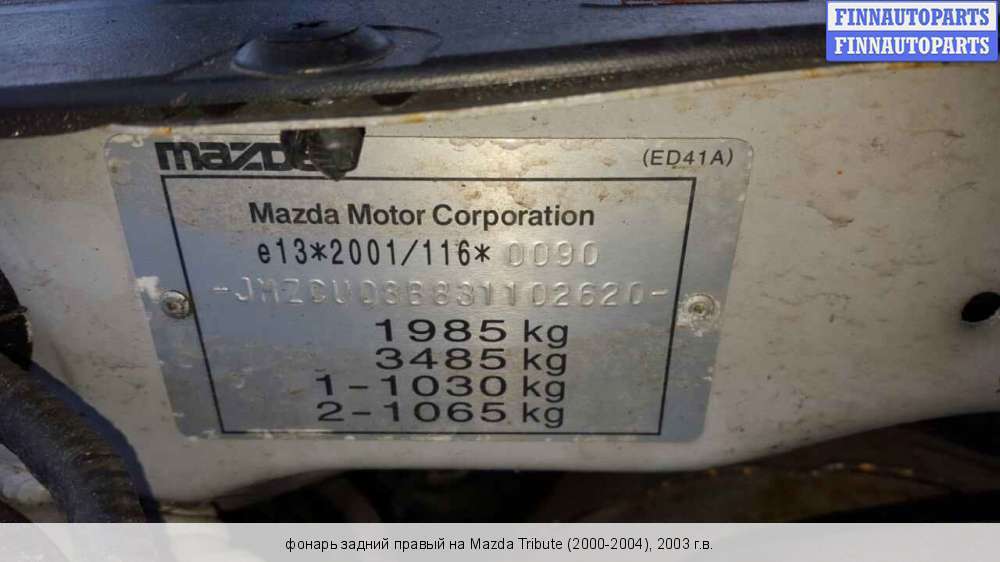 FINNAUTOPARTS
FINNAUTOPARTS
mazda
(ED41A)
Mazda Motor Corporation
e13*2001/116* 0090
-JMZCU03B831102620-
1985 kg
3485 kg
1-1030 kg
2-1065 kg
фонарь задний правый на Mazda Tribute (2000-2004), 2003 г.в.